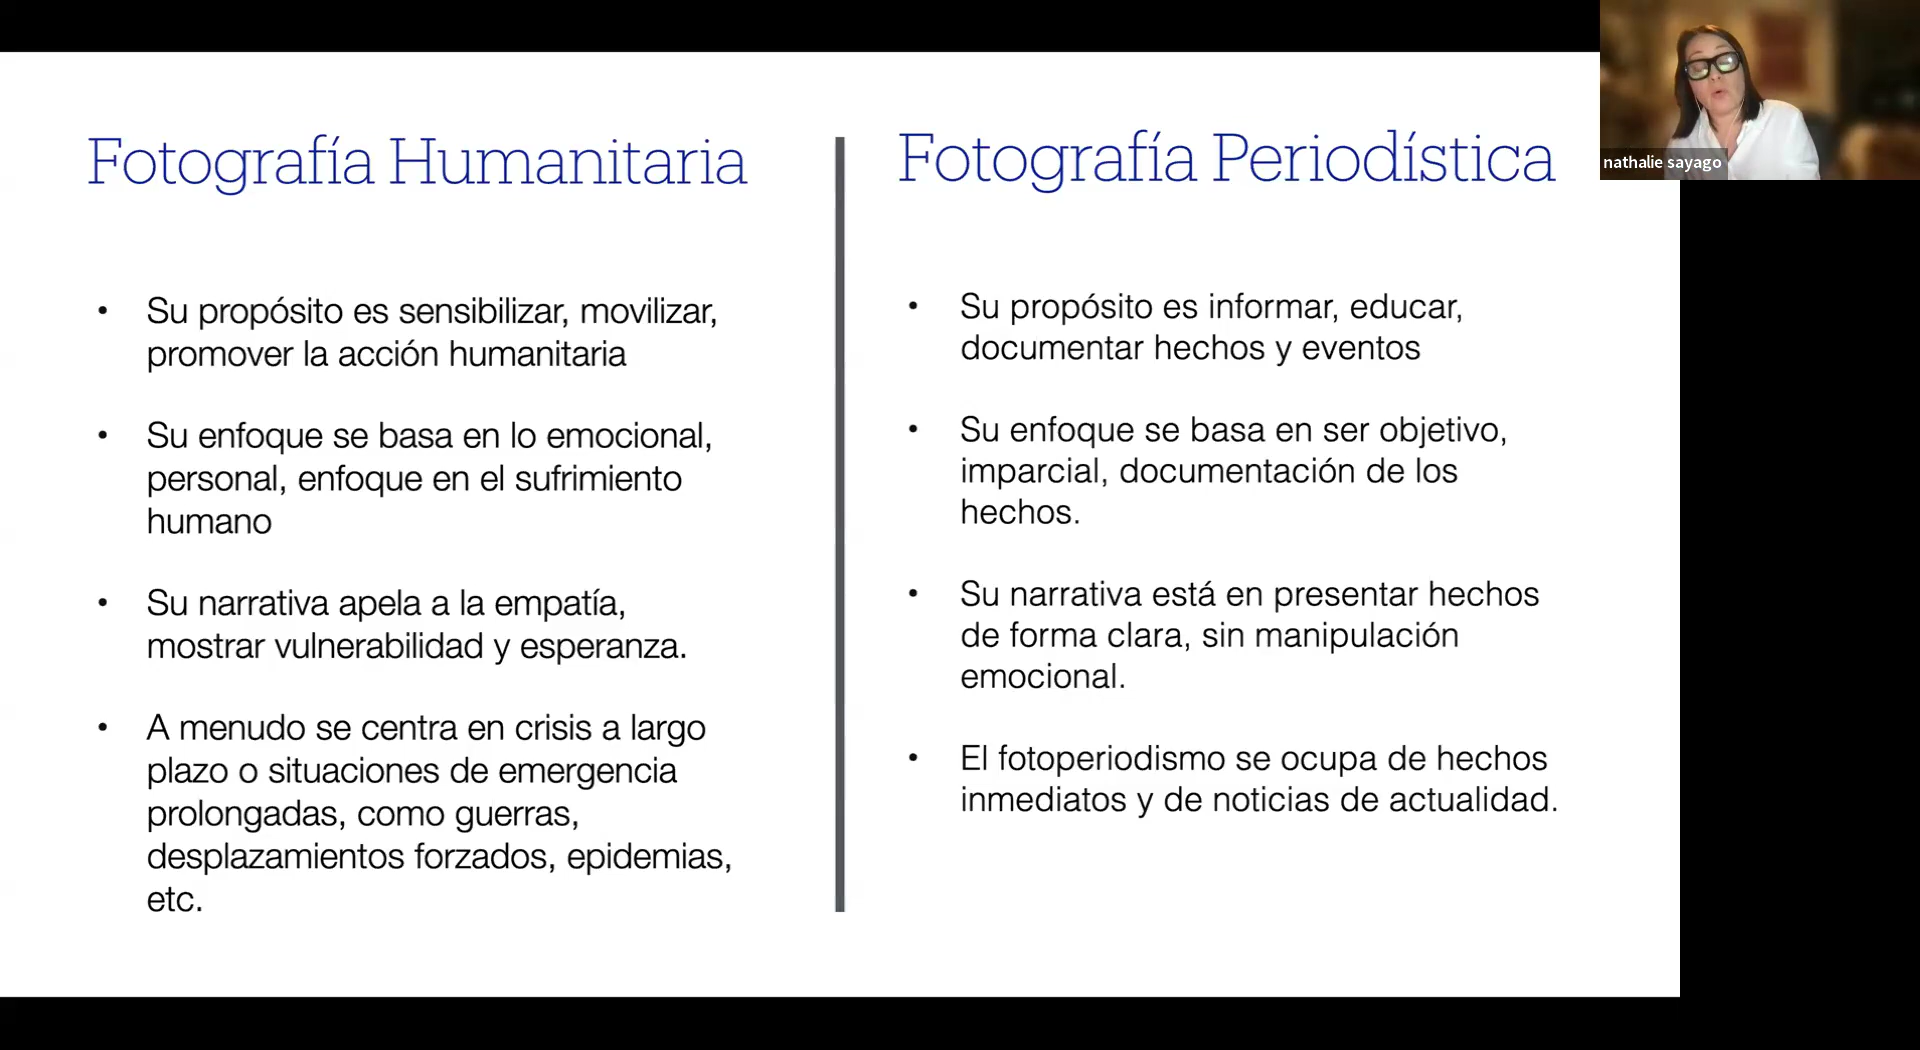 Fotografía Humanitaria
• Su propósito es sensibilizar, movilizar,
promover la acción humanitaria
• Su enfoque se basa en lo emocional,
personal, enfoque en el sufrimiento
humano
• Su narrativa apela a la empatía,
mostrar vulnerabilidad y esperanza.
• A menudo se centra en crisis a largo
plazo o situaciones de emergencia
prolongadas, como guerras,
desplazamientos forzados, epidemias,
etc.
Fotografía Periodística
• Su propósito es informar, educar,
documentar hechos y eventos
• Su enfoque se basa en ser objetivo,
imparcial, documentación de los
hechos.
• Su narrativa está en presentar hechos
de forma clara, sin manipulación
emocional.
• El fotoperiodismo se ocupa de hechos
inmediatos y de noticias de actualidad.
nathalie sayago